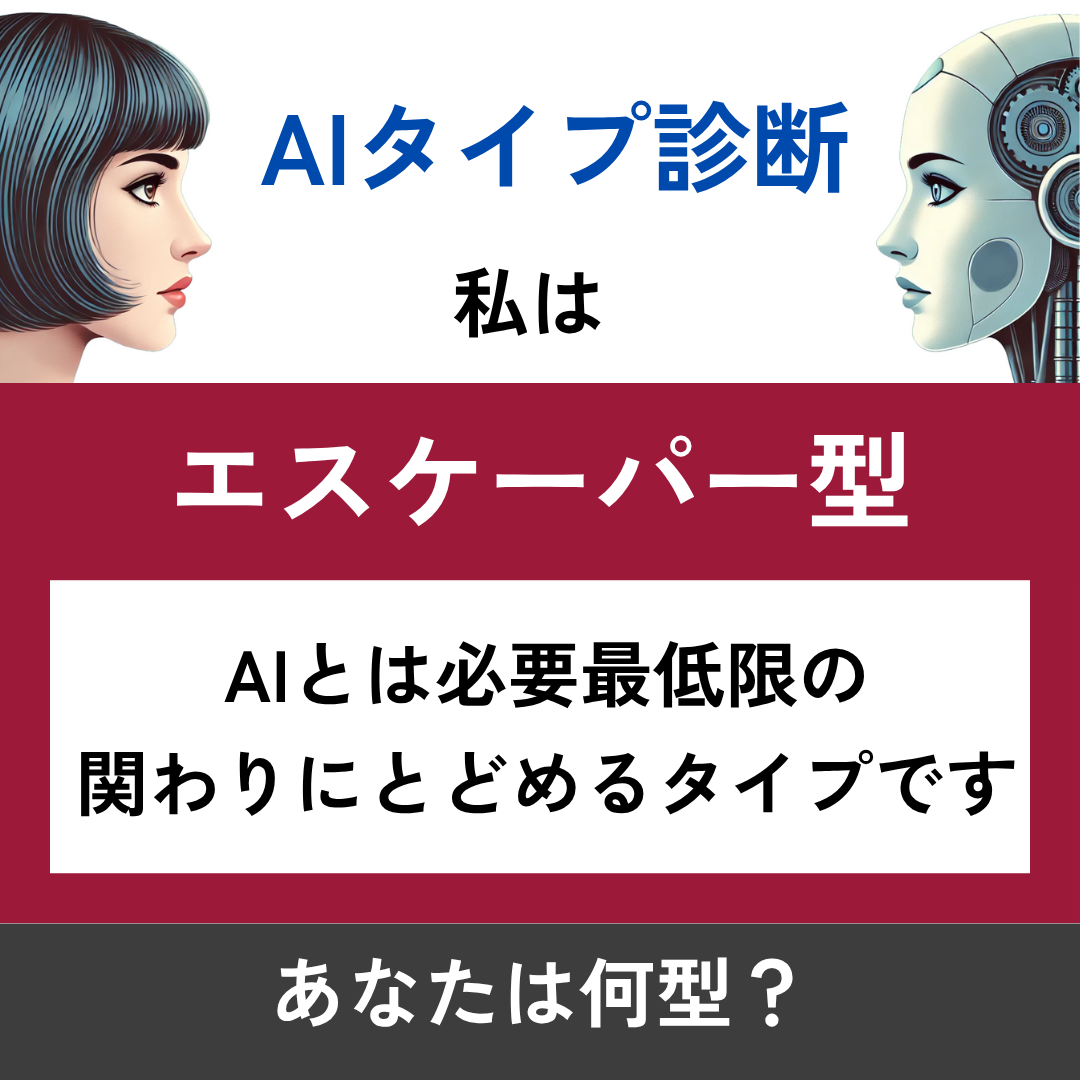 AIタイプ診断
私は
エスケーパー型
AIとは必要最低限の
関わりにとどめるタイプです
あなたは何型？